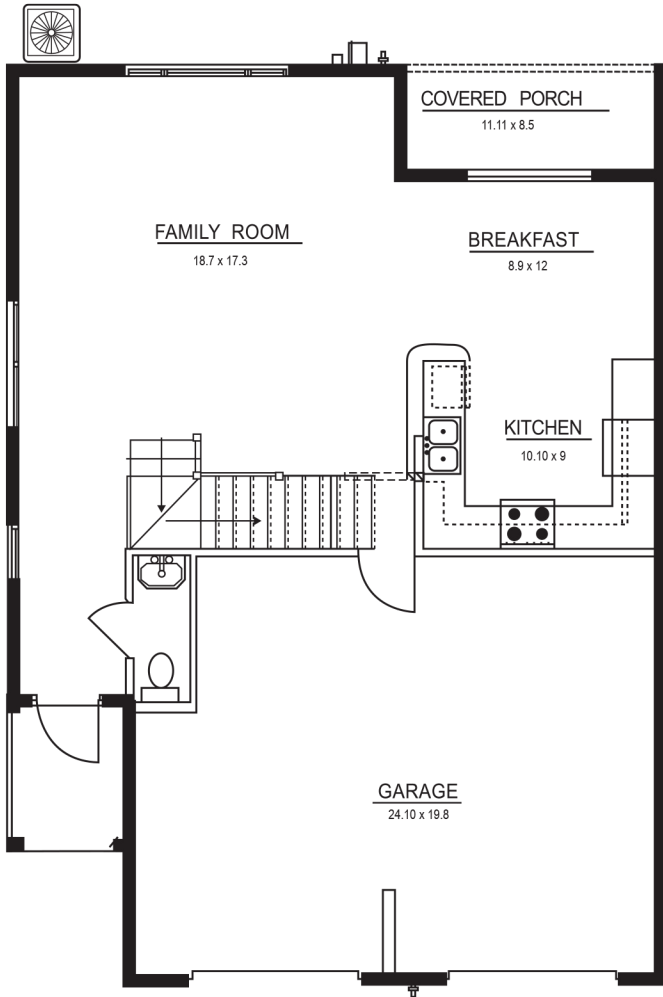 COVERED PORCH
11.11 x 8.5
FAMILY ROOM
18.7 x 17.3
BREAKFAST
8.9 x 12
KITCHEN
10.10 x 9
GARAGE
24.10 x 19.8